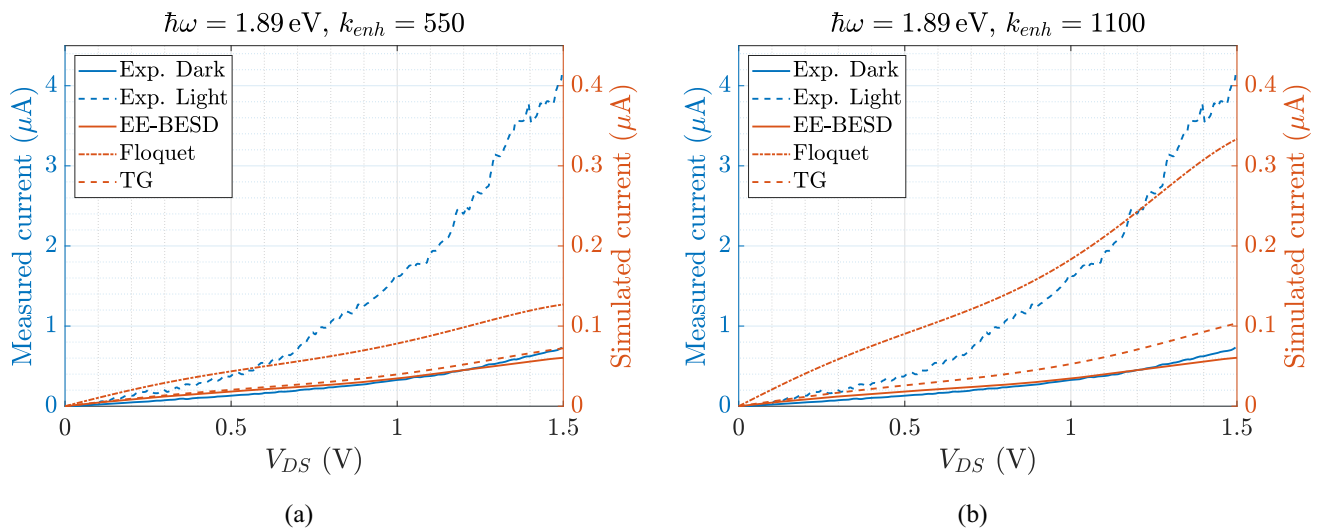 ℏω = 1.89 eV, k_enh = 550
Measured current (μA)
4
3
2
1
0
Exp. Dark
Exp. Light
EE-BESD
Floquet
TG
0.4
0.3
0.2
0.1
0
Simulated current (μA)
0 0.5 1 1.5
V_DS (V)
(a)
ℏω = 1.89 eV, k_enh = 1100
Measured current (μA)
4
3
2
1
0
Exp. Dark
Exp. Light
EE-BESD
Floquet
TG
0.4
0.3
0.2
0.1
0
Simulated current (μA)
0 0.5 1 1.5
V_DS (V)
(b)